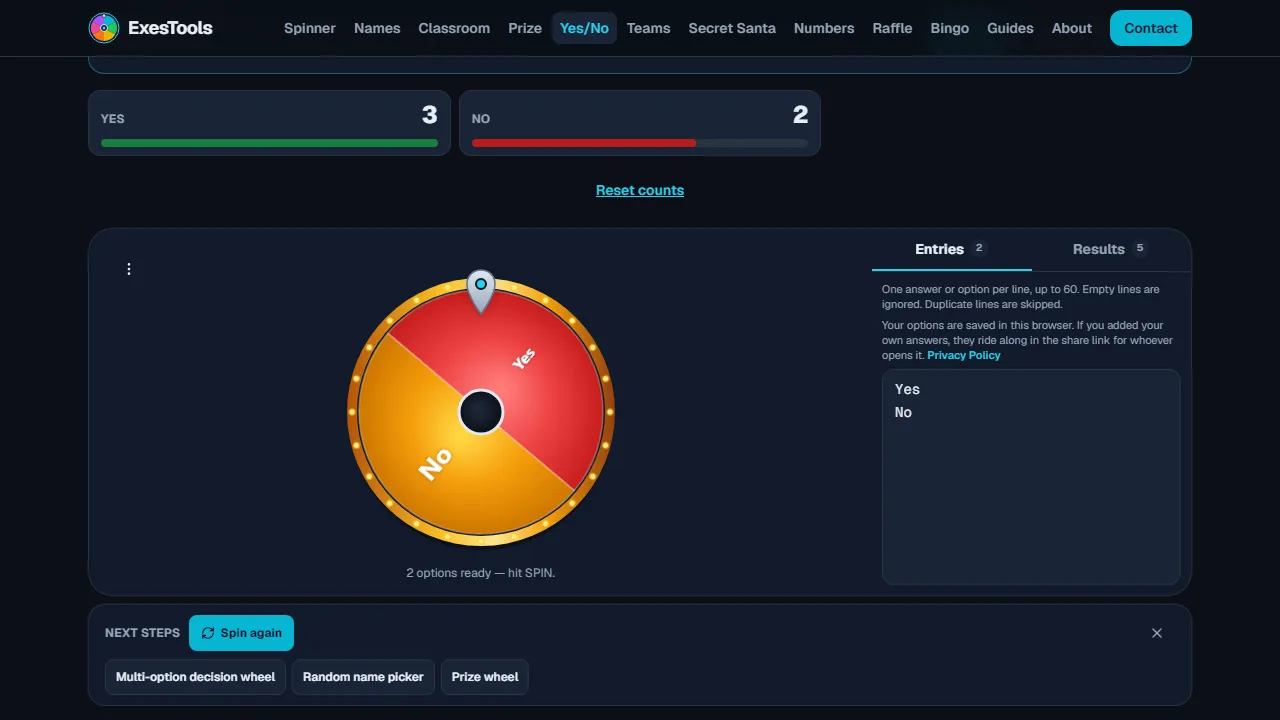 ExesTools
Spinner Names Classroom Prize Yes/No Teams Secret Santa Numbers Raffle Bingo Guides About Contact
YES 3
NO 2
Reset counts
Entries 2
Results 5
One answer or option per line, up to 60. Empty lines are
ignored. Duplicate lines are skipped.
Your options are saved in this browser. If you added your
own answers, they ride along in the share link for whoever
opens it. Privacy Policy
Yes
No
Yes
No
2 options ready — hit SPIN.
NEXT STEPS Spin again
Multi-option decision wheel Random name picker Prize wheel